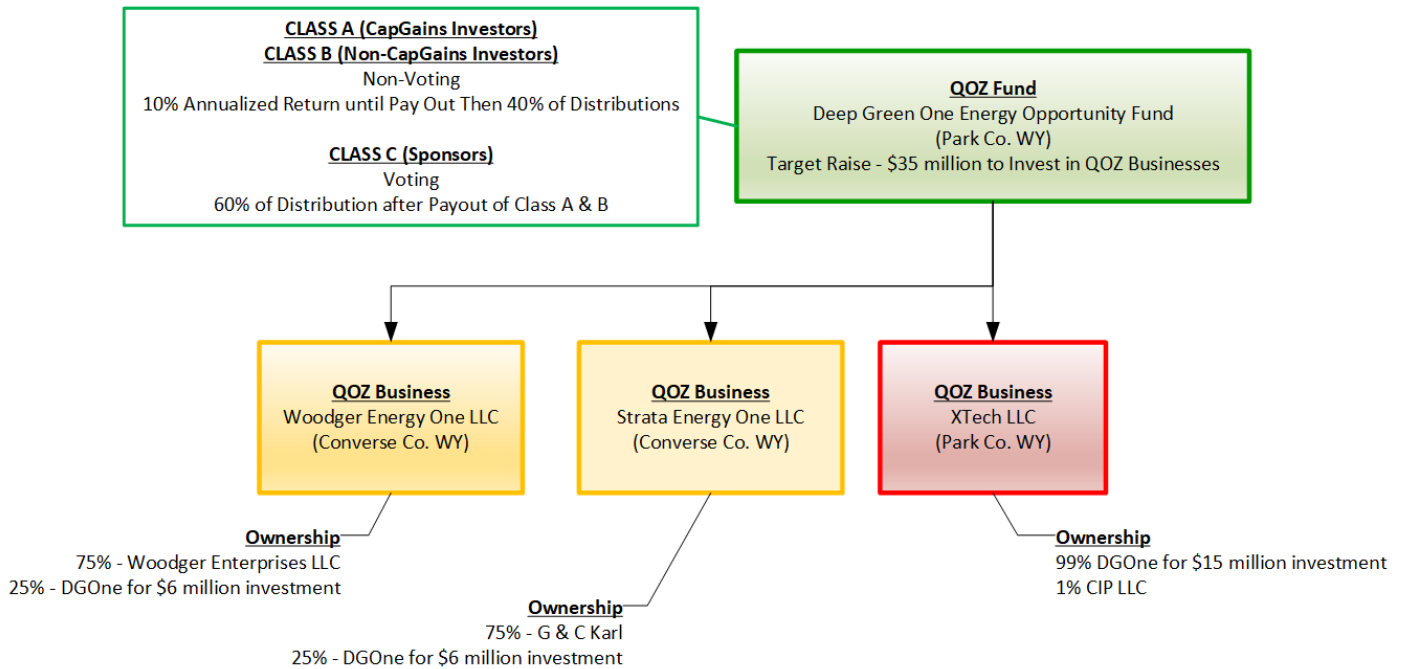 CLASS A (CapGains Investors)
CLASS B (Non-CapGains Investors)
Non-Voting
10% Annualized Return until Pay Out Then 40% of Distributions
CLASS C (Sponsors)
Voting
60% of Distribution after Payout of Class A & B
QOZ Fund
Deep Green One Energy Opportunity Fund
(Park Co. WY)
Target Raise - $35 million to Invest in QOZ Businesses
QOZ Business
Woodger Energy One LLC
(Converse Co. WY)
QOZ Business
Strata Energy One LLC
(Converse Co. WY)
QOZ Business
XTech LLC
(Park Co. WY)
Ownership
75% - Woodger Enterprises LLC
25% - DGOne for $6 million investment
Ownership
75% - G & C Karl
25% - DGOne for $6 million investment
Ownership
99% DGOne for $15 million investment
1% CIP LLC